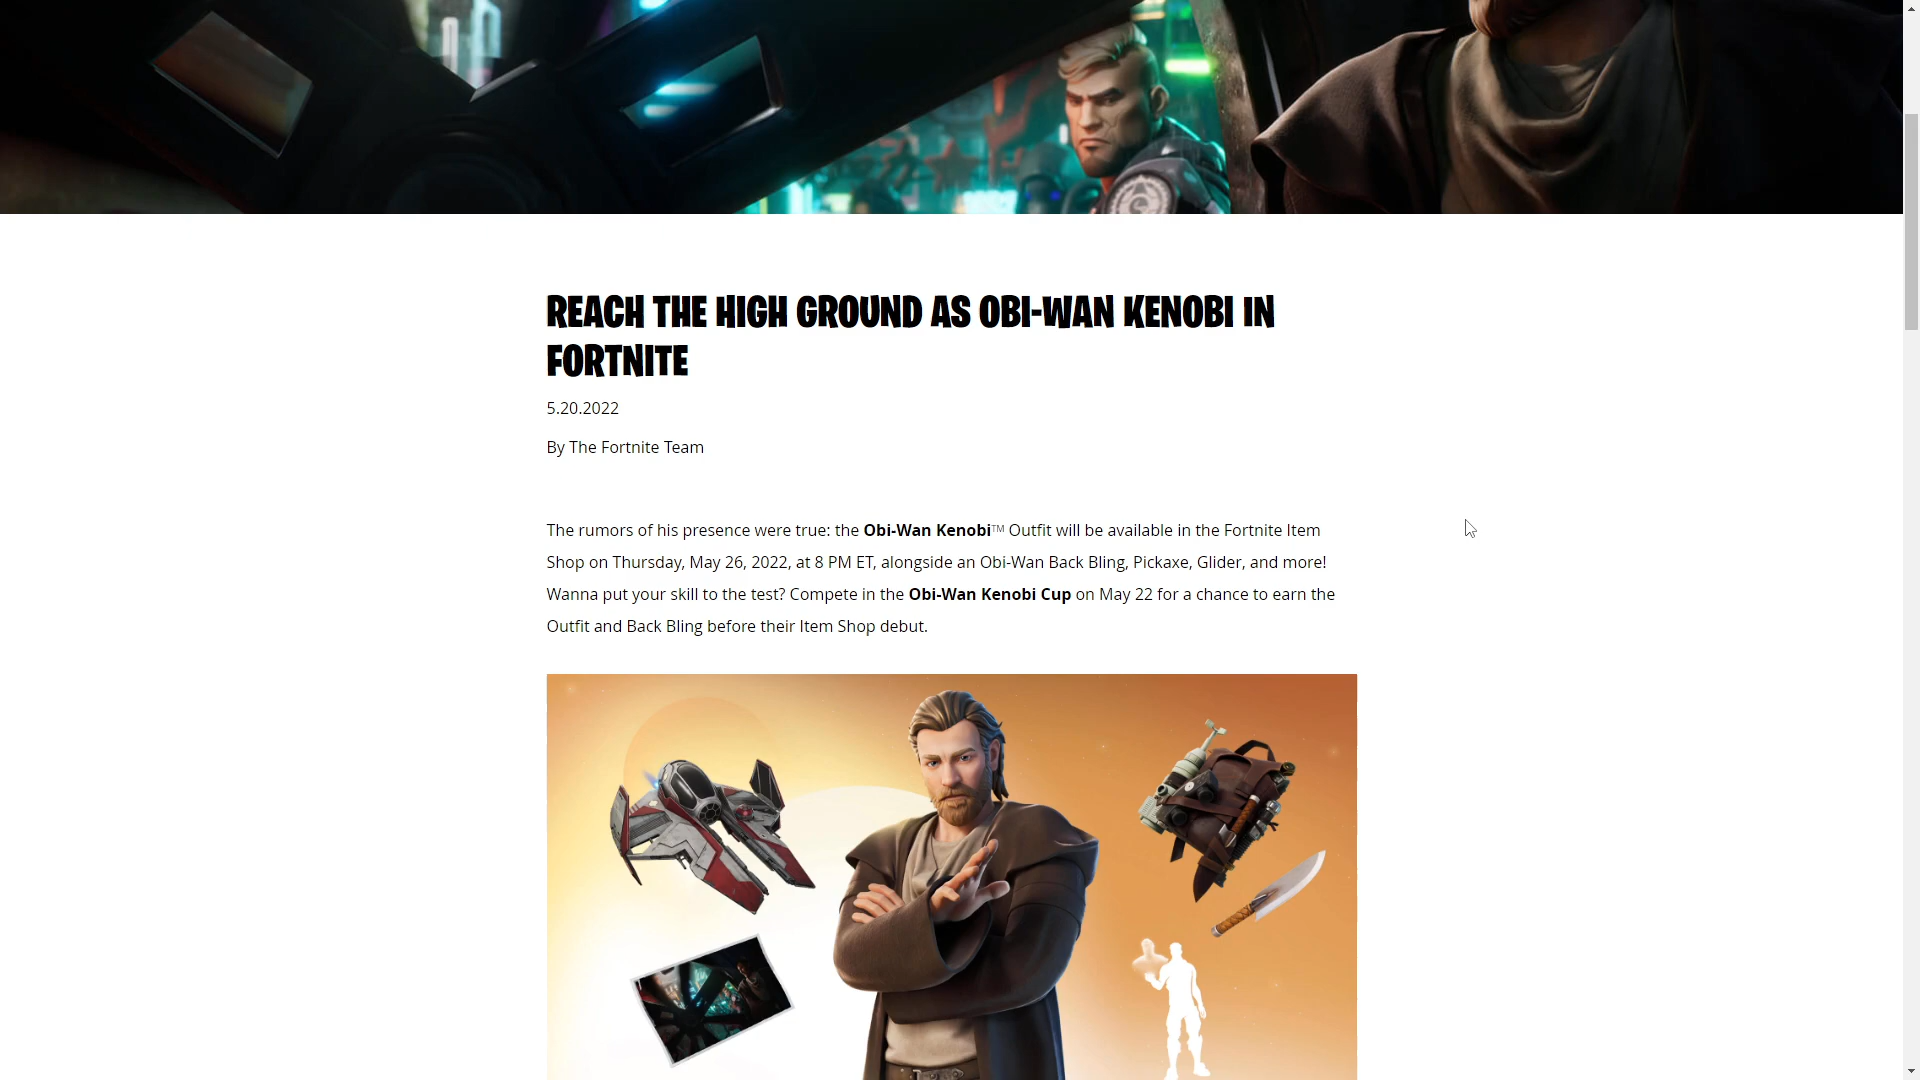 REACH THE HIGH GROUND AS OBI-WAN KENOBI IN
FORTNITE
5.20.2022
By The Fortnite Team
The rumors of his presence were true: the Obi-Wan Kenobi™ Outfit will be available in the Fortnite Item
Shop on Thursday, May 26, 2022, at 8 PM ET, alongside an Obi-Wan Back Bling, Pickaxe, Glider, and more!
Wanna put your skill to the test? Compete in the Obi-Wan Kenobi Cup on May 22 for a chance to earn the
Outfit and Back Bling before their Item Shop debut.